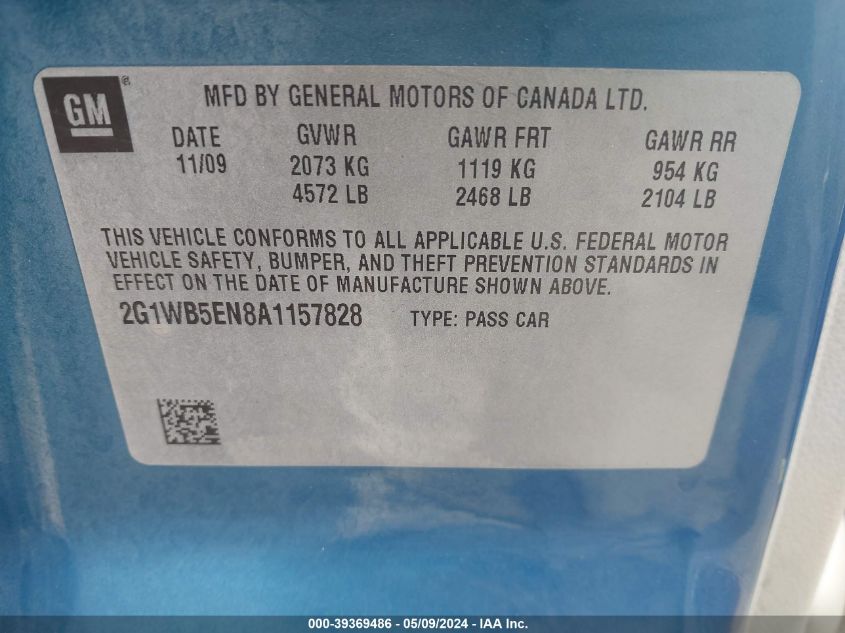 GM®
MFD BY GENERAL MOTORS OF CANADA LTD.
DATE GVWR GAWR FRT GAWR RR
11/09 2073 KG 1119 KG 954 KG
4572 LB 2468 LB 2104 LB
THIS VEHICLE CONFORMS TO ALL APPLICABLE U.S. FEDERAL MOTOR
VEHICLE SAFETY, BUMPER, AND THEFT PREVENTION STANDARDS IN
EFFECT ON THE DATE OF MANUFACTURE SHOWN ABOVE.
2G1WB5EN8A1157828 TYPE: PASS CAR
000-39369486 - 05/09/2024 - IAA Inc.